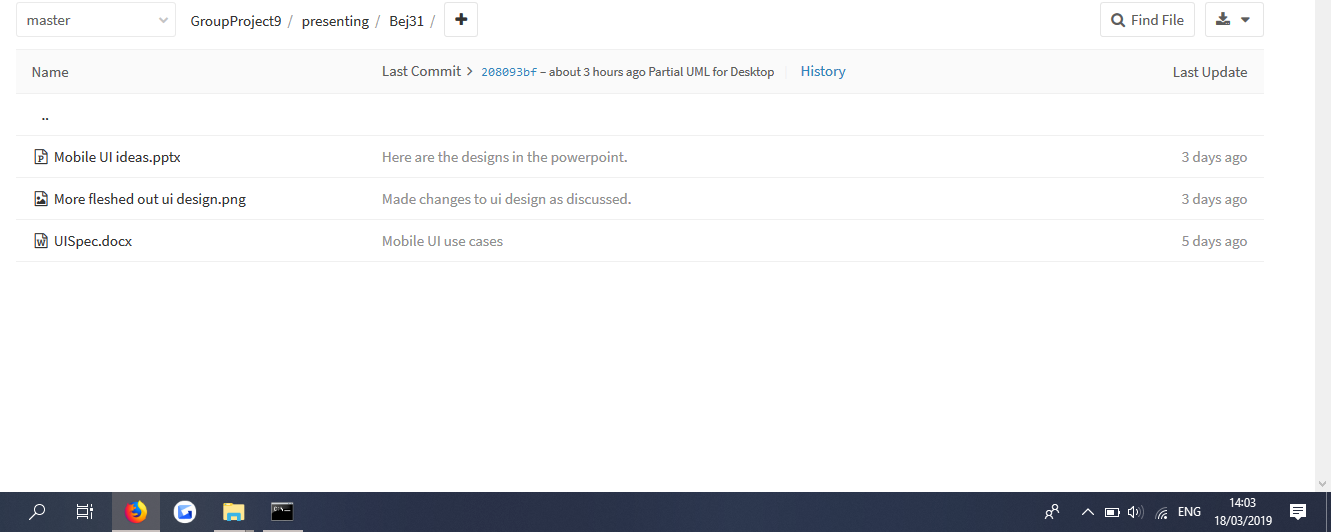 master GroupProject9 / presenting / Bej31 / + Find File
Name Last Commit > 208093bf – about 3 hours ago Partial UML for Desktop History Last Update
..
Mobile UI ideas.pptx Here are the designs in the powerpoint. 3 days ago
More fleshed out ui design.png Made changes to ui design as discussed. 3 days ago
UISpec.docx Mobile UI use cases 5 days ago
ENG 14:03
18/03/2019